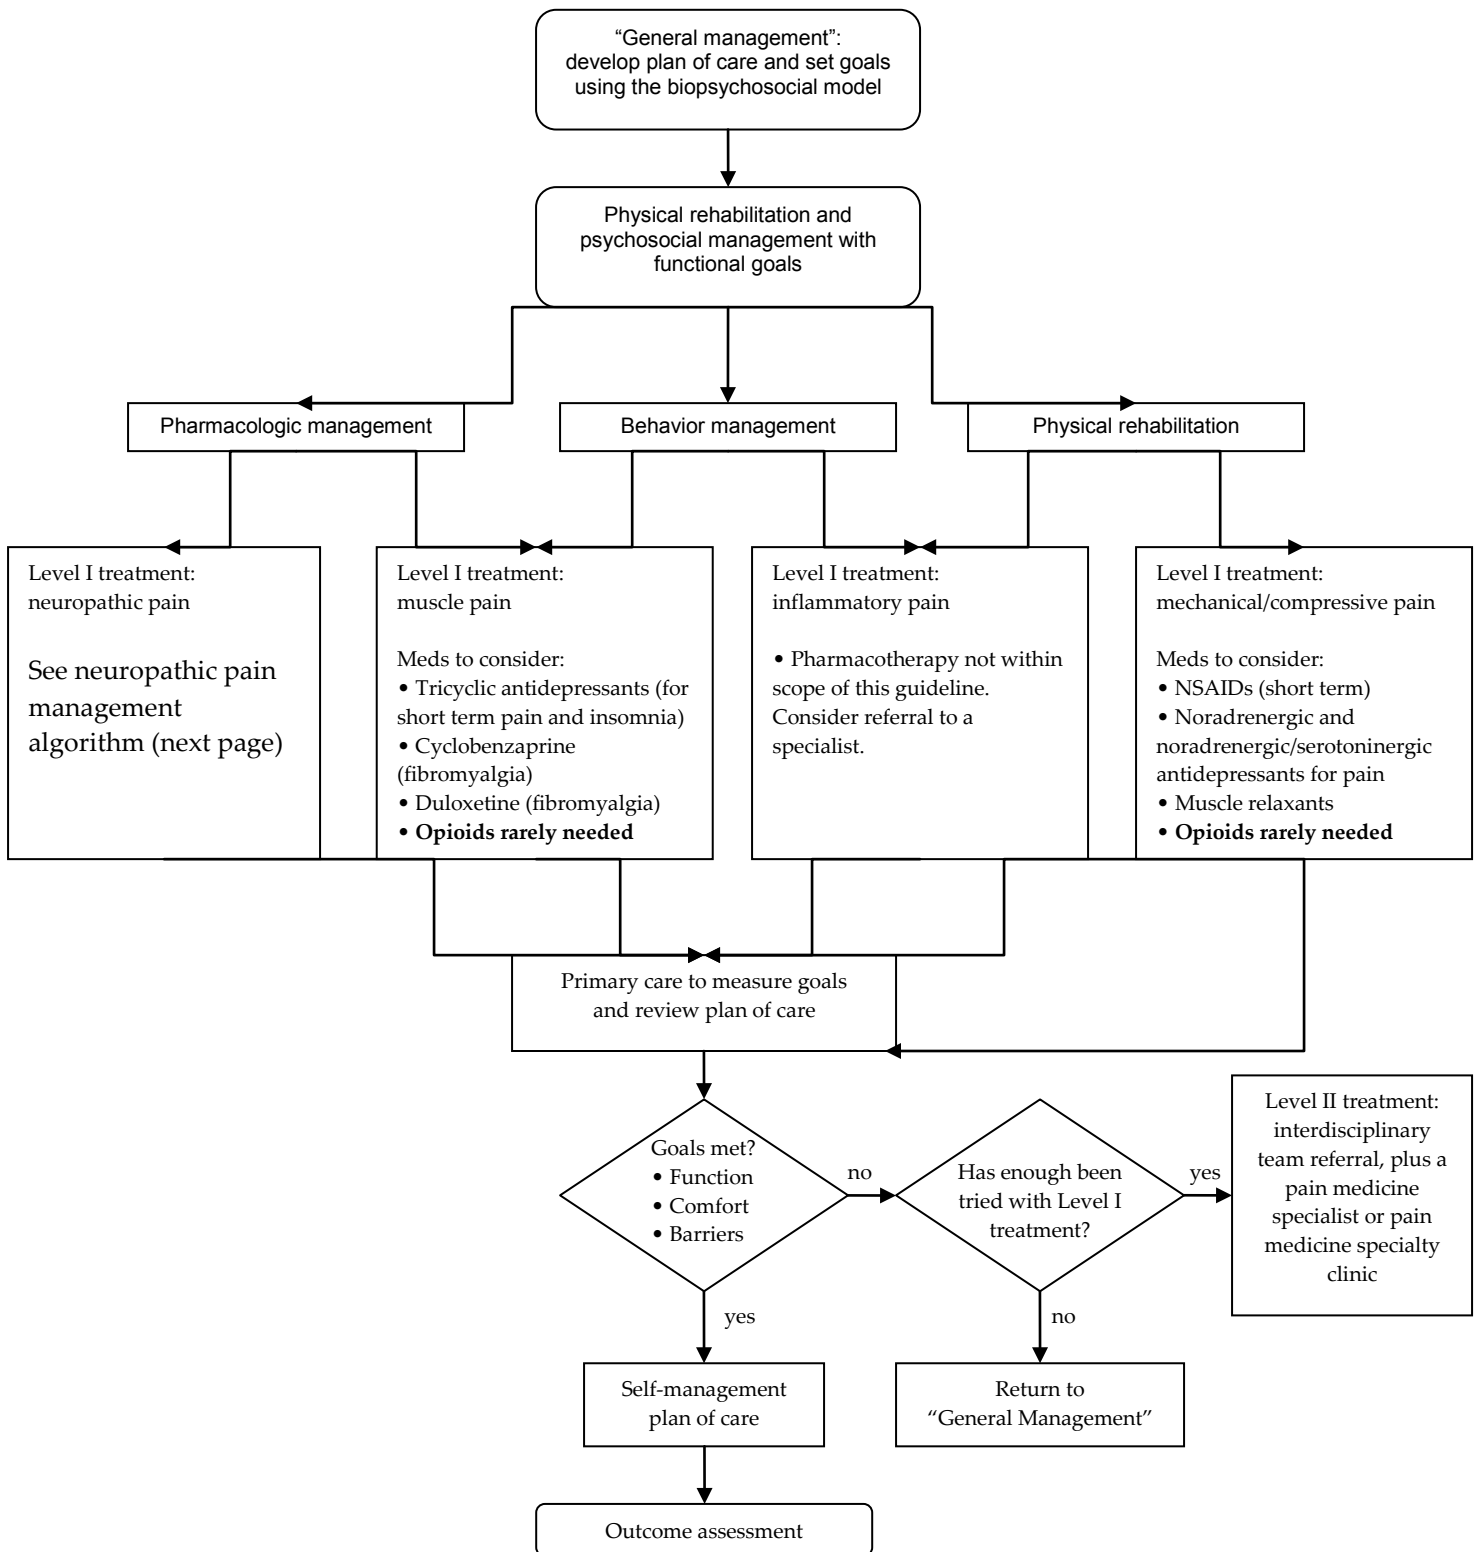 “General management”:
develop plan of care and set goals
using the biopsychosocial model
Physical rehabilitation and
psychosocial management with
functional goals
Pharmacologic management
Behavior management
Physical rehabilitation
Level I treatment:
neuropathic pain
See neuropathic pain
management
algorithm (next page)
Level I treatment:
muscle pain
Meds to consider:
• Tricyclic antidepressants (for
short term pain and insomnia)
• Cyclobenzaprine
(fibromyalgia)
• Duloxetine (fibromyalgia)
• Opioids rarely needed
Level I treatment:
inflammatory pain
• Pharmacotherapy not within
scope of this guideline.
Consider referral to a
specialist.
Level I treatment:
mechanical/compressive pain
Meds to consider:
• NSAIDs (short term)
• Noradrenergic and
noradrenergic/serotoninergic
antidepressants for pain
• Muscle relaxants
• Opioids rarely needed
Primary care to measure goals
and review plan of care
Goals met?
• Function
• Comfort
• Barriers
no
Has enough been
tried with Level I
treatment?
yes
Level II treatment:
interdisciplinary
team referral, plus a
pain medicine
specialist or pain
medicine specialty
clinic
yes
no
Self-management
plan of care
Return to
“General Management”
Outcome assessment